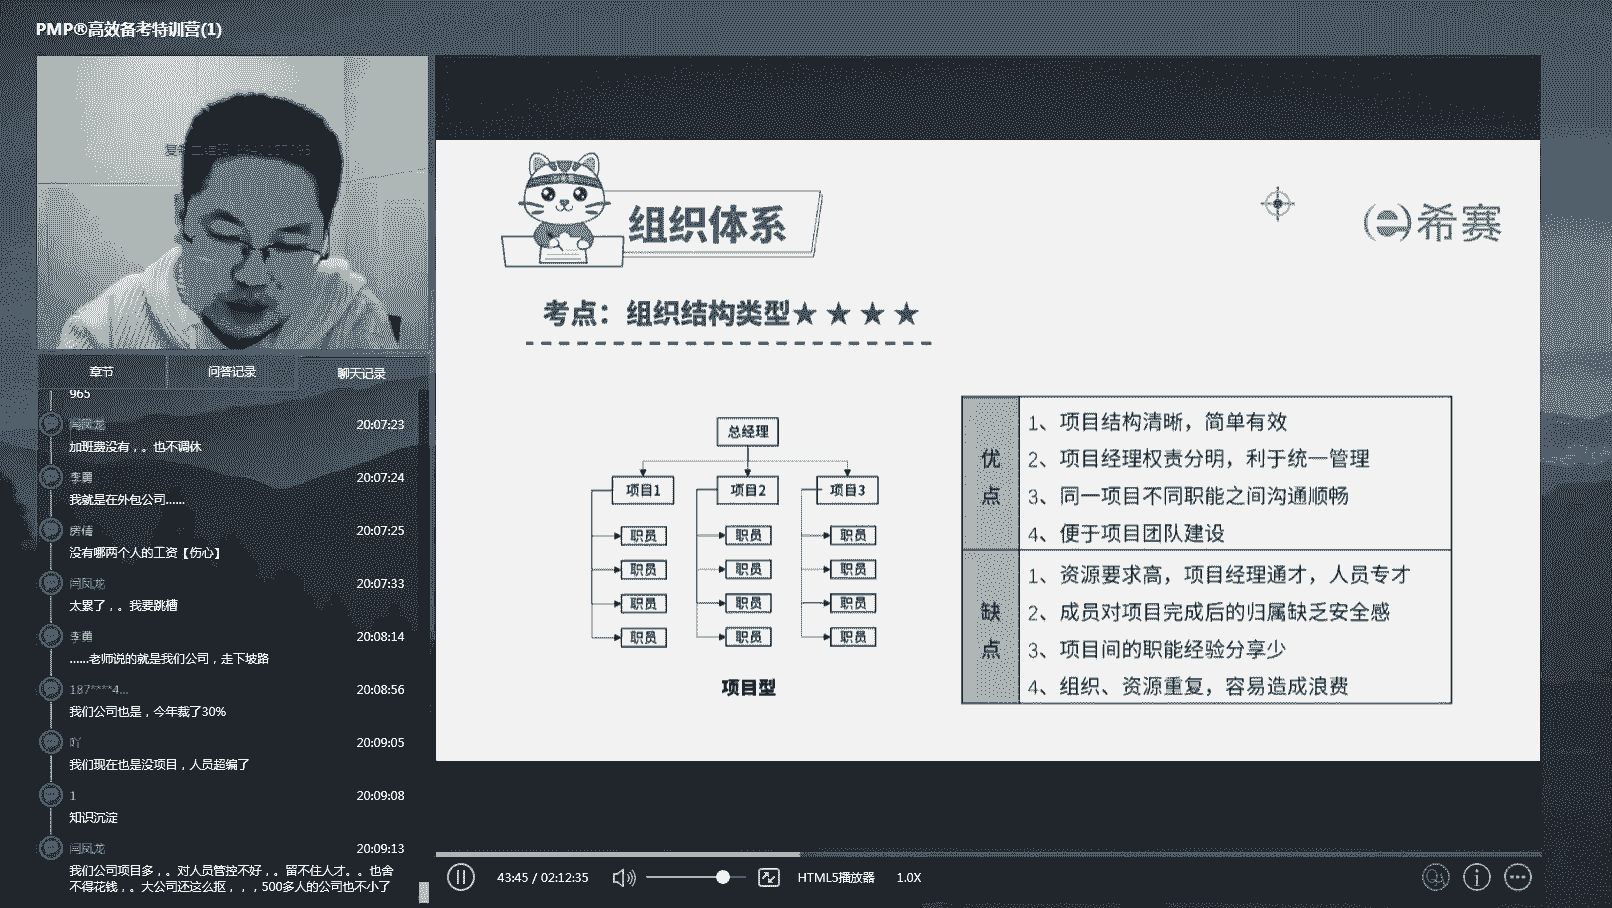 PMP®高效备考特训营(1)
章节
问答记录
聊天记录
965
闫凤龙
20:07:23
加班费没有，。也不调休
李勇
20:07:24
我就是在外包公司......
房倩
20:07:25
没有哪两个人的工资【伤心】
闫凤龙
20:07:33
太累了，。我要跳槽
李勇
20:08:14
......老师说的就是我们公司，走下坡路
187****4...
20:08:56
我们公司也是，今年裁了30%
吖
20:09:05
我们现在也是没项目，人员超编了
1
20:09:08
知识沉淀
闫凤龙
20:09:13
我们公司项目多，。对人员管控不好，。留不住人才。。也舍
不得花钱，。大公司还这么抠，，，500多人的公司也不小了
组织体系
希赛
考点：组织结构类型★ ★ ★ ★
总经理
项目1
项目2
项目3
职员
职员
职员
职员
职员
职员
职员
职员
职员
职员
职员
职员
项目型
优点
1、项目结构清晰，简单有效
2、项目经理权责分明，利于统一管理
3、同一项目不同职能之间沟通顺畅
4、便于项目团队建设
缺点
1、资源要求高，项目经理通才，人员专才
2、成员对项目完成后的归属缺乏安全感
3、项目间的职能经验分享少
4、组织、资源重复，容易造成浪费
43:45 / 02:12:35
HTML5播放器
1.0X